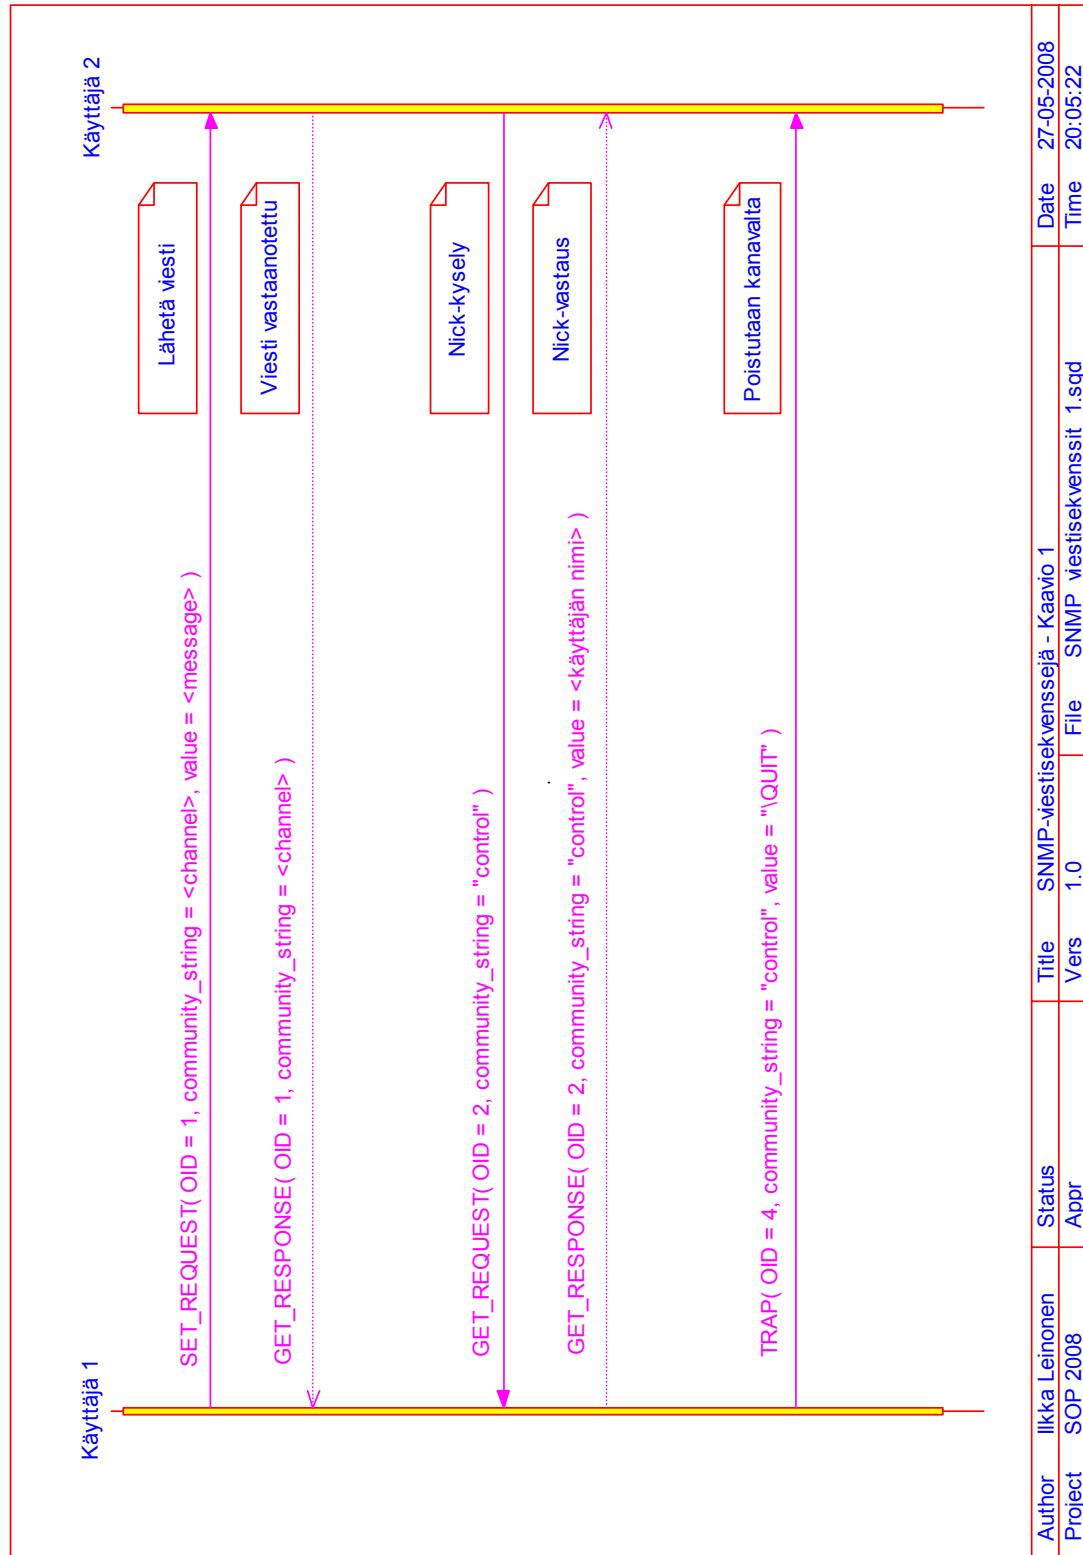 Käyttäjä 1
Käyttäjä 2
SET_REQUEST( OID = 1, community_string = <channel>, value = <message> )
Lähetä viesti
GET_RESPONSE( OID = 1, community_string = <channel> )
Viesti vastaanotettu
GET_REQUEST( OID = 2, community_string = "control" )
Nick-kysely
GET_RESPONSE( OID = 2, community_string = "control", value = <käyttäjän nimi> )
Nick-vastaus
TRAP( OID = 4, community_string = "control", value = "\QUIT" )
Poistutaan kanavalta
Author Ilkka Leinonen Status Title SNMP-viestisekvenssejä - Kaavio 1 Date 27-05-2008
Project SOP 2008 Appr Vers 1.0 File SNMP viestisekvenssit 1.sqd Time 20:05:22